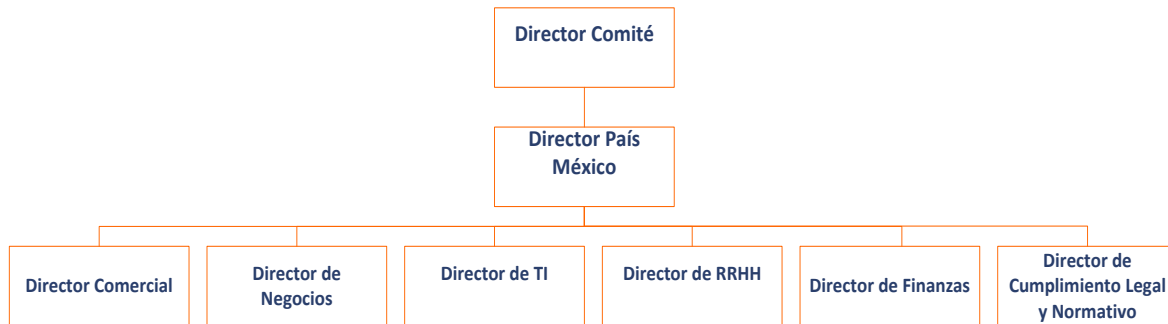 Director Comité
Director País
México
Director Comercial
Director de
Negocios
Director de TI
Director de RRHH
Director de Finanzas
Director de
Cumplimiento Legal
y Normativo